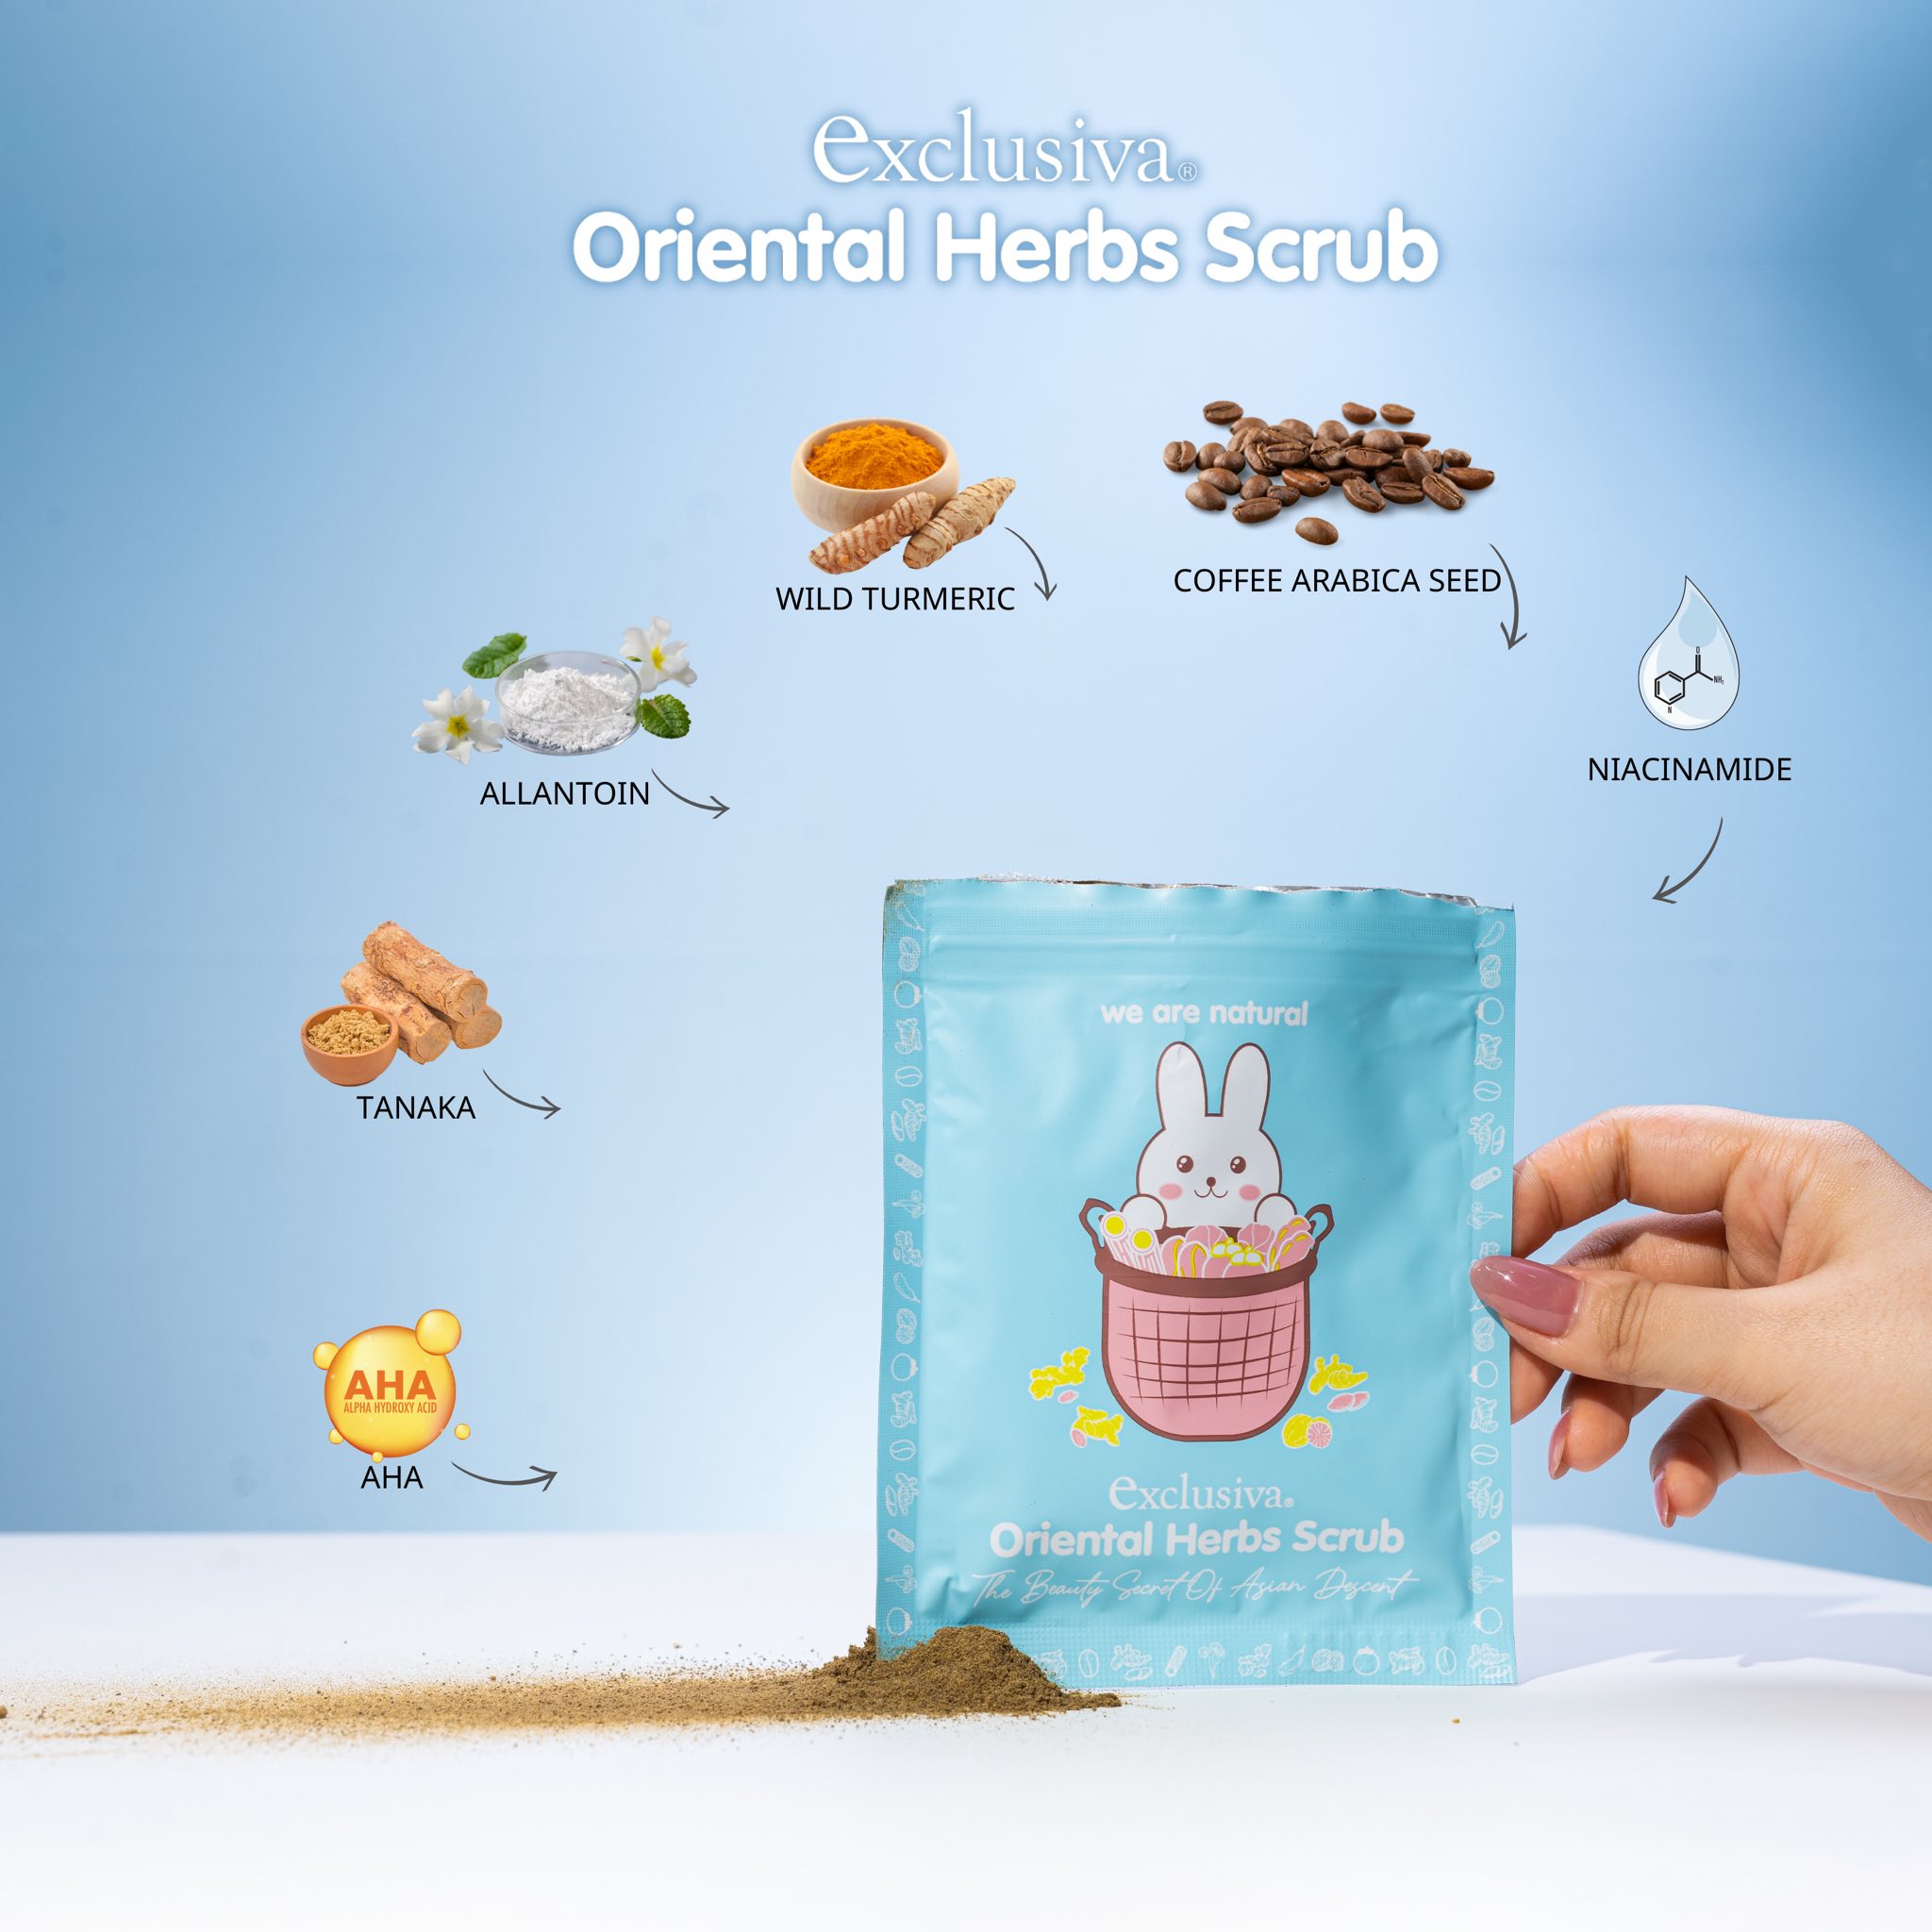 exclusiva®
Oriental Herbs Scrub
WILD TURMERIC
COFFEE ARABICA SEED
O
NH₂
N
NIACINAMIDE
ALLANTOIN
TANAKA
AHA
ALPHA HYDROXY ACID
AHA
we are natural
exclusiva®
Oriental Herbs Scrub
The Beauty Secret Of Asian Descent